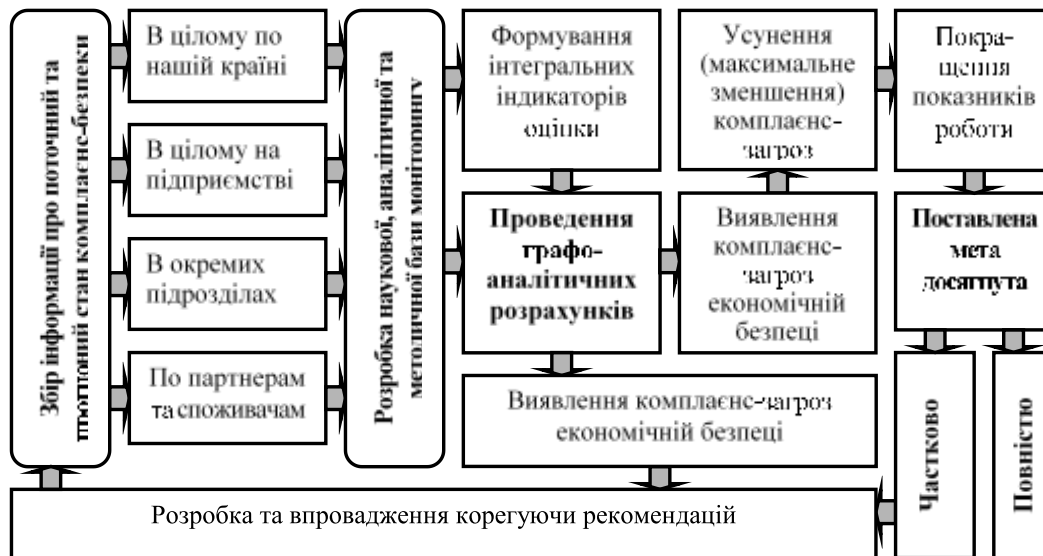 Збір інформації про поточний та
прогнозний стан комплаєнс-безпеки
В цілому по
нашій країні
В цілому на
підприємстві
В окремих
підрозділах
По партнерам
та споживачам
Розробка наукової, аналітичної та
методичної бази моніторингу
Формування
інтегральних
індикаторів
оцінки
Проведення
графо-
аналітичних
розрахунків
Усунення
(максимальне
зменшення)
комплаєнс-
загроз
Виявлення
комплаєнс-
загроз
економічній
безпеці
Виявлення комплаєнс-загроз
економічній безпеці
Покра-
щення
показників
роботи
Поставлена
мета
досягнута
Частково
Повністю
Розробка та впровадження корегуючи рекомендацій